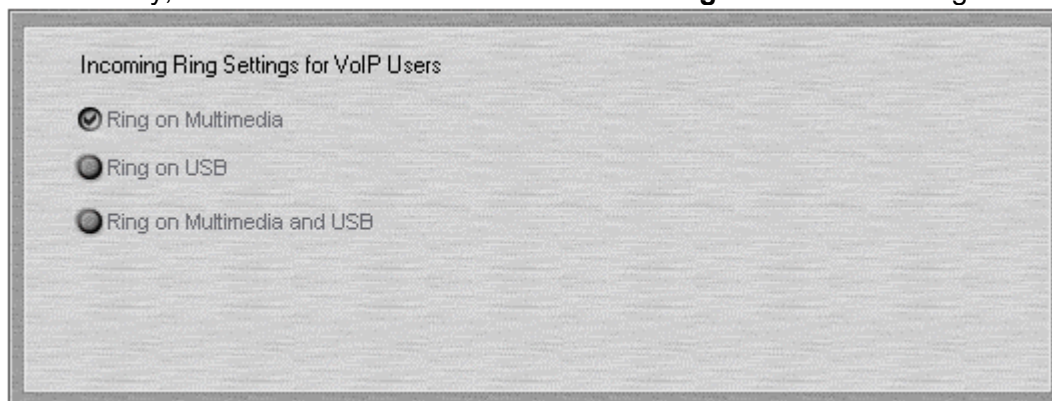 Incoming Ring Settings for VoIP Users
Ring on Multimedia
Ring on USB
Ring on Multimedia and USB